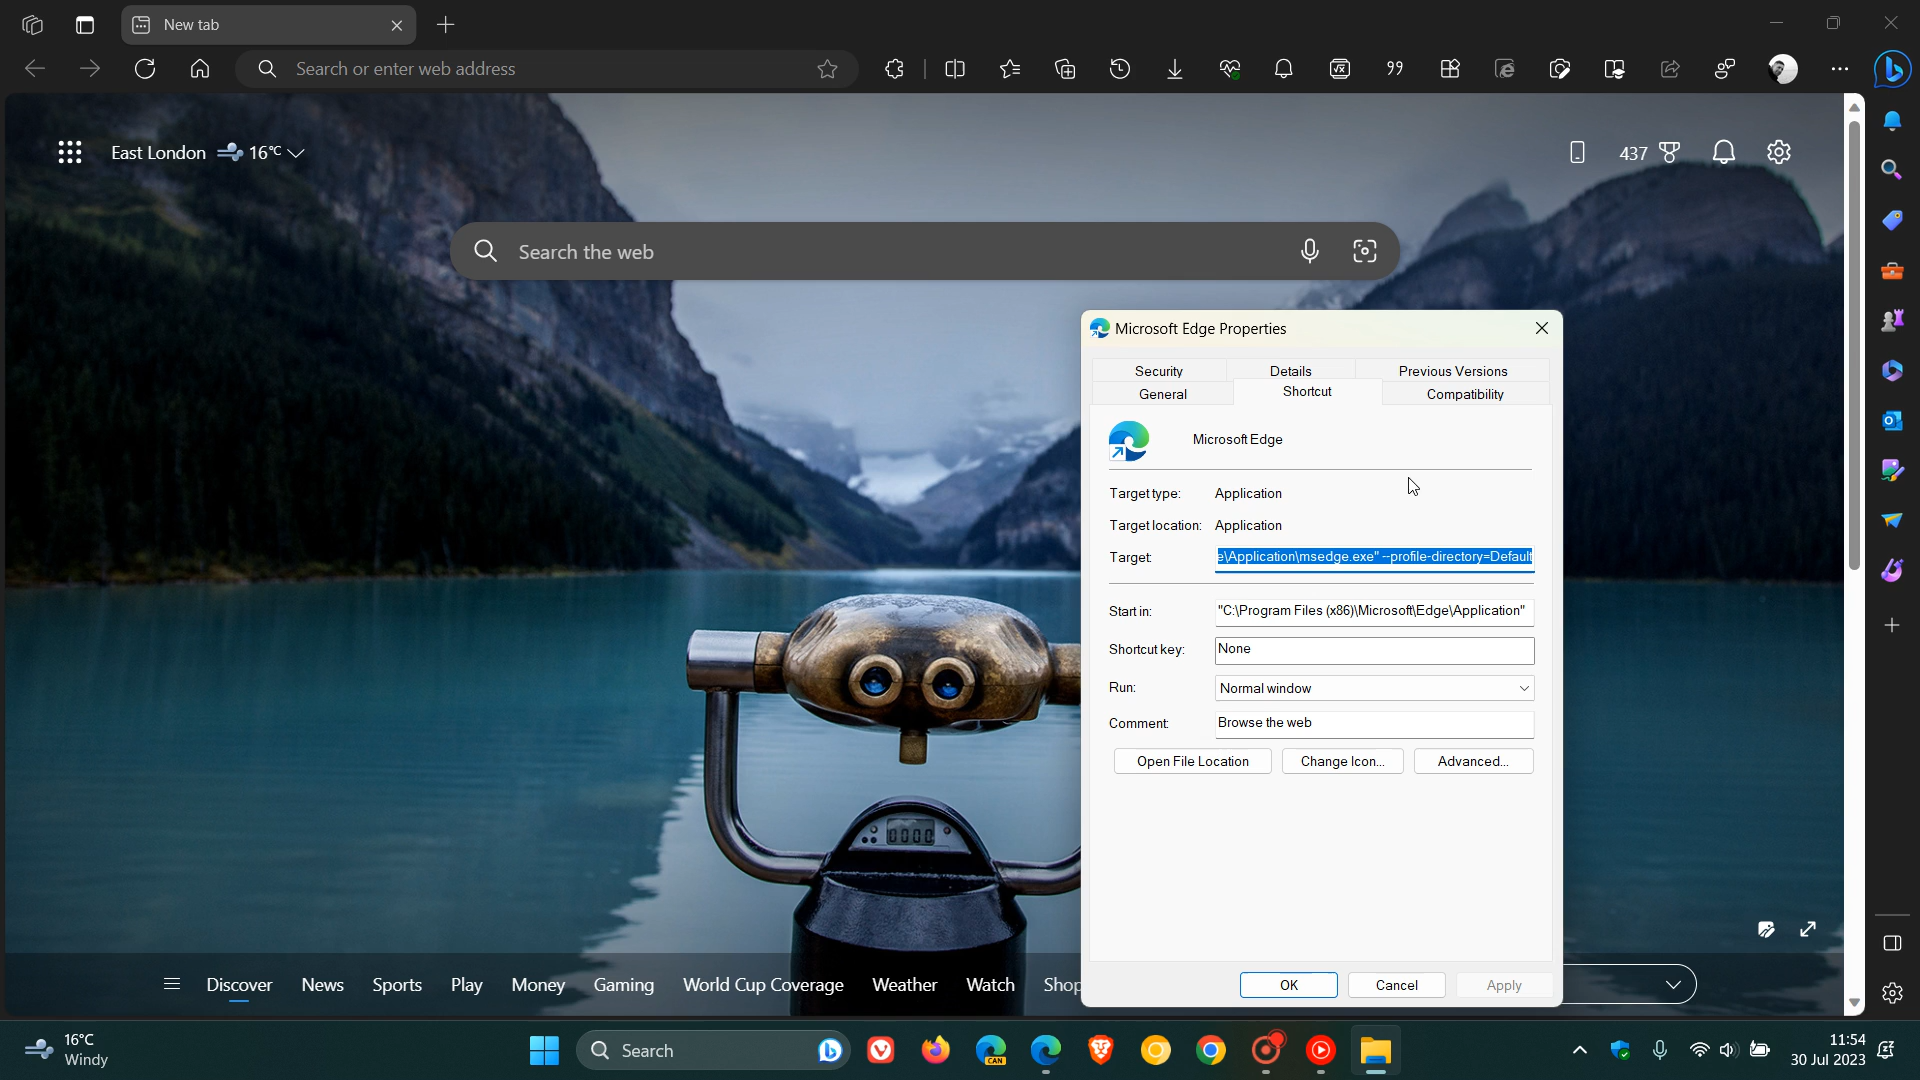 New tab
Search or enter web address
East London 16°C
437
Search the web
Microsoft Edge Properties
Security Details Previous Versions
General Shortcut Compatibility
Microsoft Edge
Target type: Application
Target location: Application
Target: e\Application\msedge.exe" --profile-directory=Default
Start in: "C:\Program Files (x86)\Microsoft\Edge\Application"
Shortcut key: None
Run: Normal window
Comment: Browse the web
Open File Location Change Icon... Advanced...
0000
OK Cancel Apply
Discover News Sports Play Money Gaming World Cup Coverage Weather Watch Shop
16°C
Windy
Search
CAN
11:54
30 Jul 2023